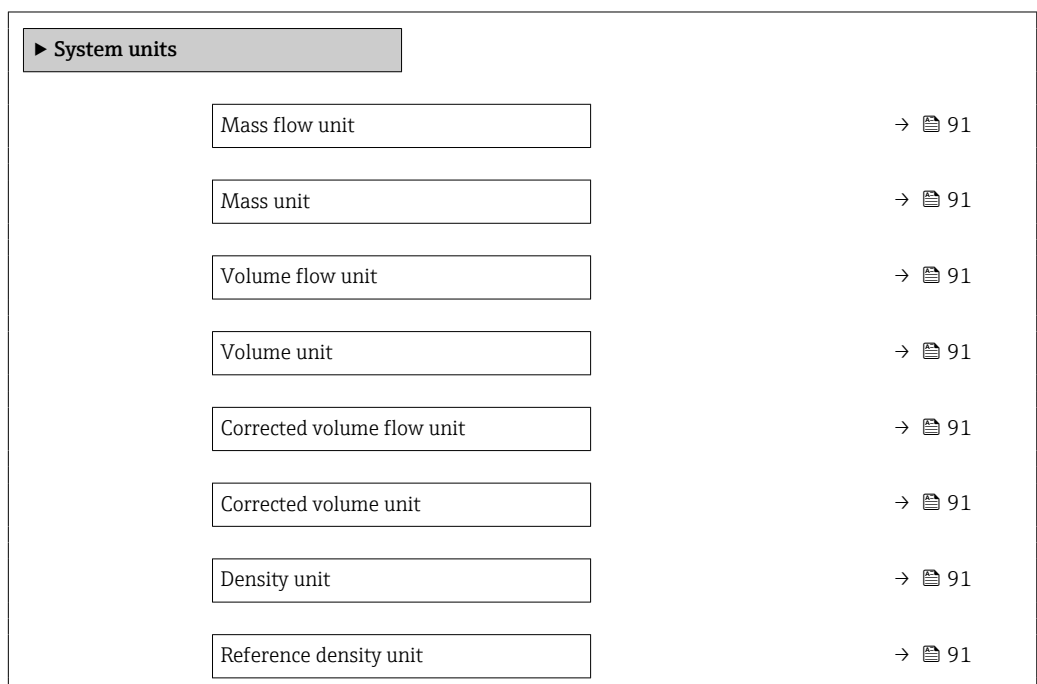 ▶ System units
Mass flow unit → 91
Mass unit → 91
Volume flow unit → 91
Volume unit → 91
Corrected volume flow unit → 91
Corrected volume unit → 91
Density unit → 91
Reference density unit → 91